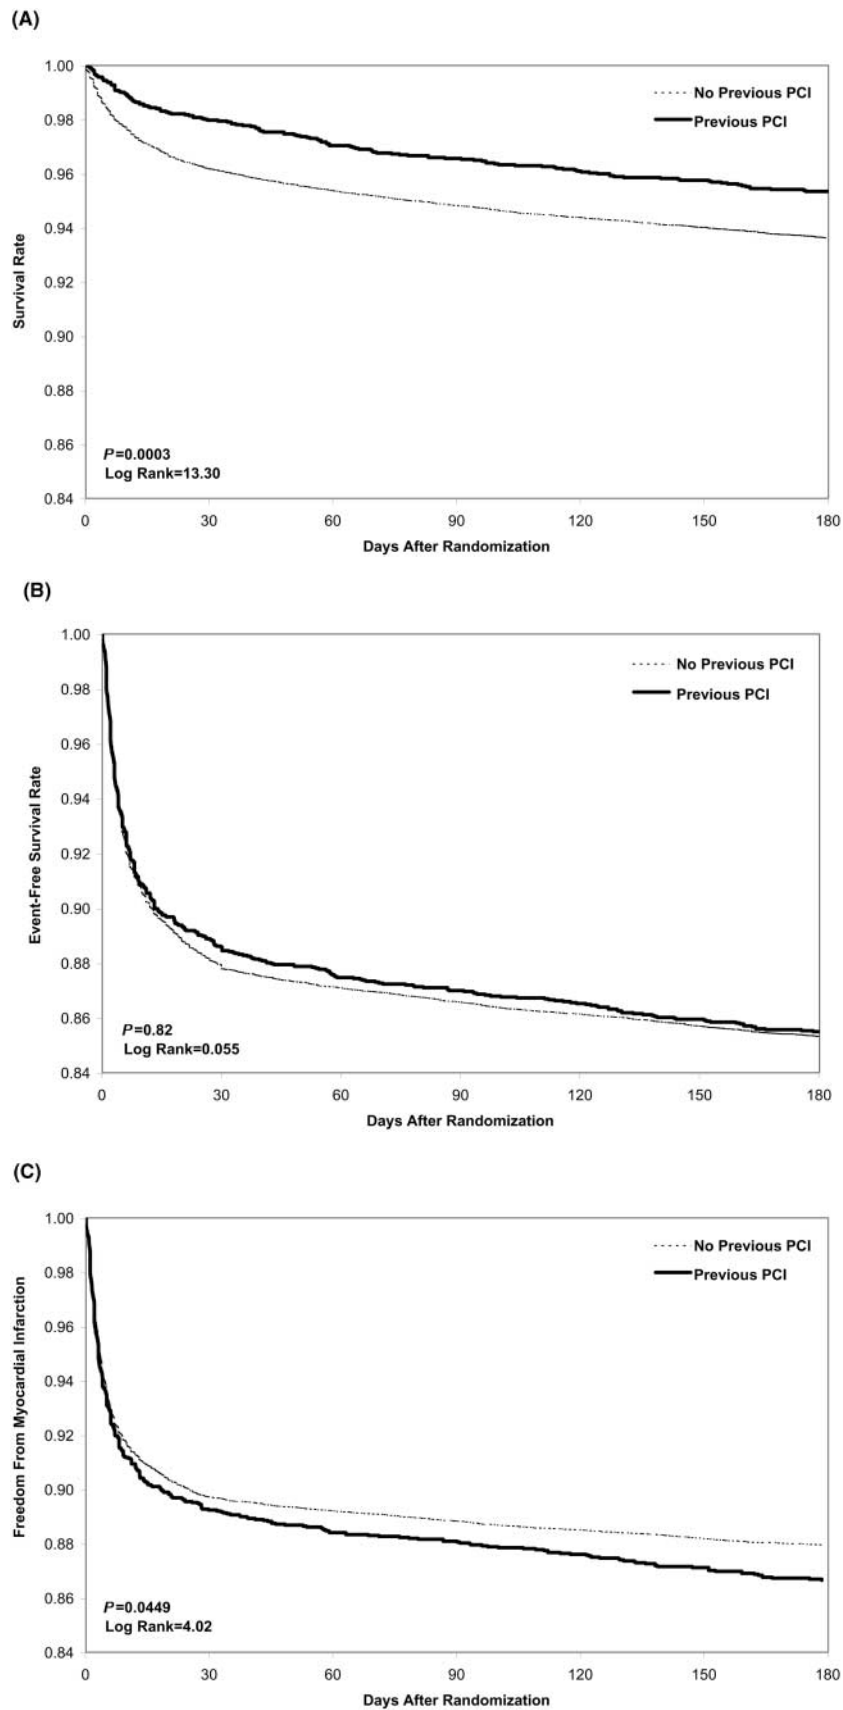 (A)
1.00
0.98
0.96
0.94
0.92
0.90
0.88
0.86
0.84
Survival Rate
No Previous PCI
Previous PCI
P=0.0003
Log Rank=13.30
0 30 60 90 120 150 180
Days After Randomization
(B)
1.00
0.98
0.96
0.94
0.92
0.90
0.88
0.86
0.84
Event-Free Survival Rate
No Previous PCI
Previous PCI
P=0.82
Log Rank=0.055
0 30 60 90 120 150 180
Days After Randomization
(C)
1.00
0.98
0.96
0.94
0.92
0.90
0.88
0.86
0.84
Freedom From Myocardial Infarction
No Previous PCI
Previous PCI
P=0.0449
Log Rank=4.02
0 30 60 90 120 150 180
Days After Randomization